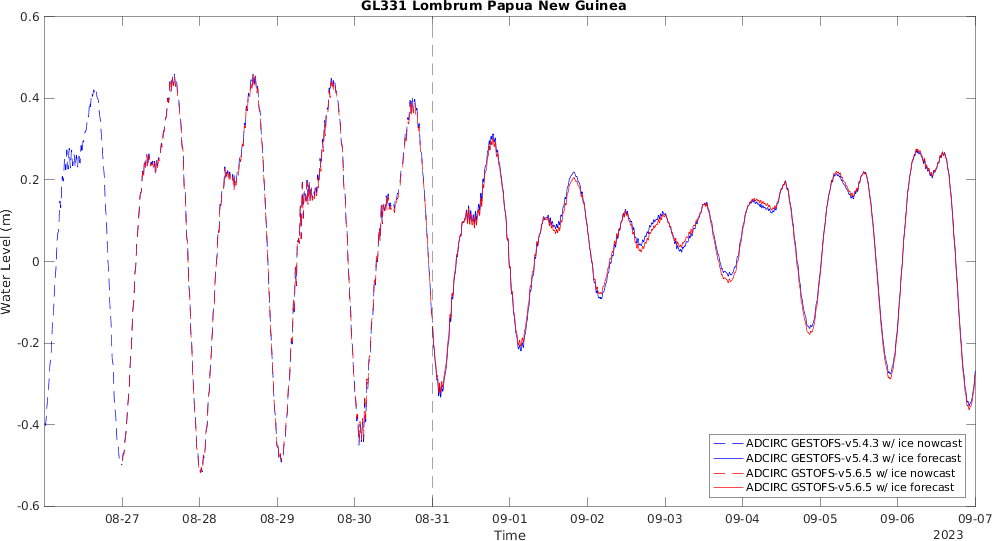 GL331 Lombrum Papua New Guinea
0.6
0.4
0.2
0
-0.2
-0.4
-0.6
Water Level (m)
ADCIRC GESTOFS-v5.4.3 w/ ice nowcast
ADCIRC GESTOFS-v5.4.3 w/ ice forecast
ADCIRC GSTOFS-v5.6.5 w/ ice nowcast
ADCIRC GSTOFS-v5.6.5 w/ ice forecast
08-27 08-28 08-29 08-30 08-31 09-01 09-02 09-03 09-04 09-05 09-06 09-07
Time
2023